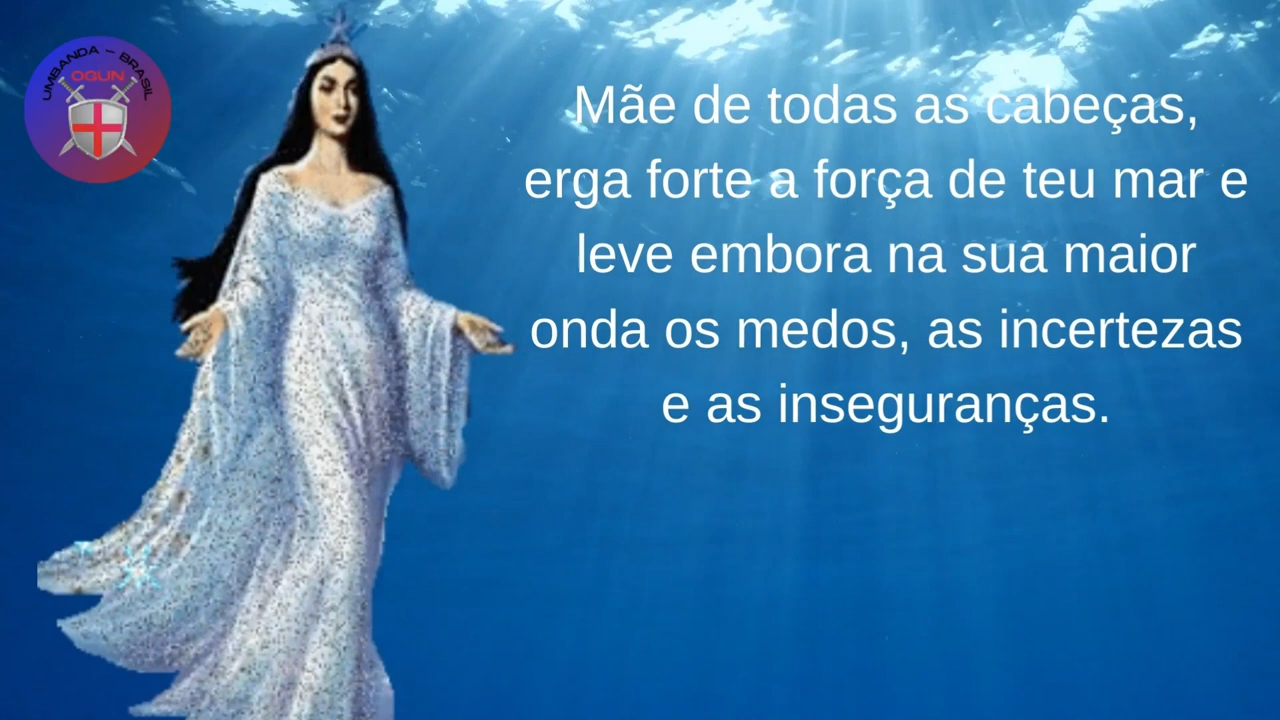 UMBANDA – BRASIL
OGUN
Mãe de todas as cabeças,
erga forte a força de teu mar e
leve embora na sua maior
onda os medos, as incertezas
e as inseguranças.